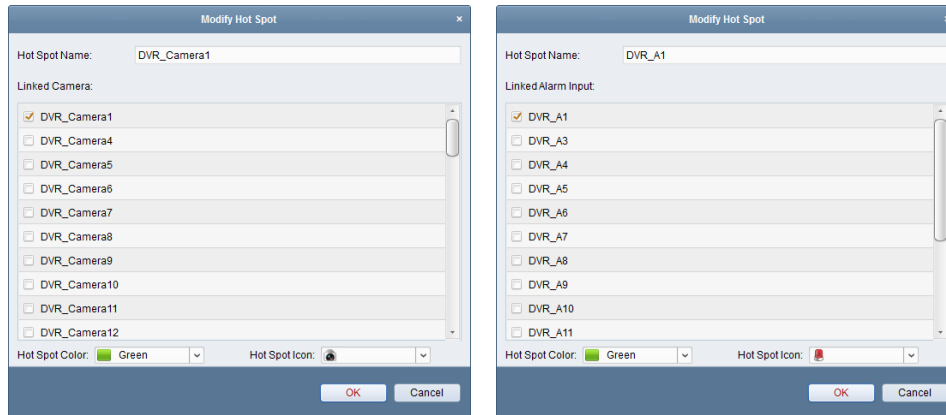 Modify Hot Spot ×
Hot Spot Name: DVR_Camera1
Linked Camera:
DVR_Camera1
DVR_Camera4
DVR_Camera5
DVR_Camera6
DVR_Camera7
DVR_Camera8
DVR_Camera9
DVR_Camera10
DVR_Camera11
DVR_Camera12
Hot Spot Color: Green Hot Spot Icon:
OK Cancel
Modify Hot Spot
Hot Spot Name: DVR_A1
Linked Alarm Input:
DVR_A1
DVR_A3
DVR_A4
DVR_A5
DVR_A6
DVR_A7
DVR_A8
DVR_A9
DVR_A10
DVR_A11
Hot Spot Color: Green Hot Spot Icon:
OK Cancel